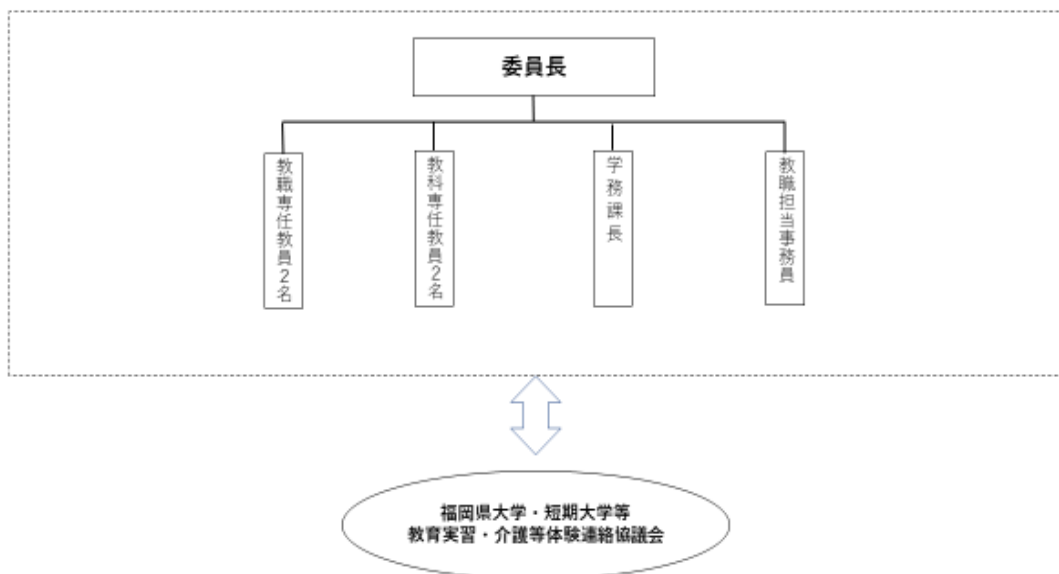 委員長
教職専任教員2名
教科専任教員2名
学務課長
教職担当事務員
福岡県大学・短期大学等
教育実習・介護等体験連絡協議会